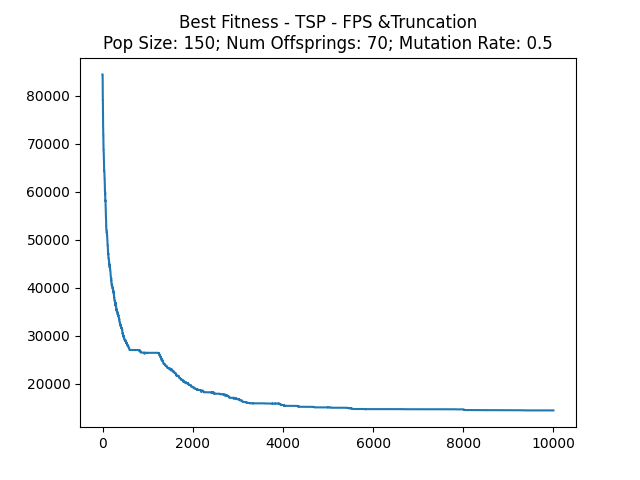 Best Fitness - TSP - FPS &Truncation
Pop Size: 150; Num Offsprings: 70; Mutation Rate: 0.5
80000
70000
60000
50000
40000
30000
20000
0 2000 4000 6000 8000 10000